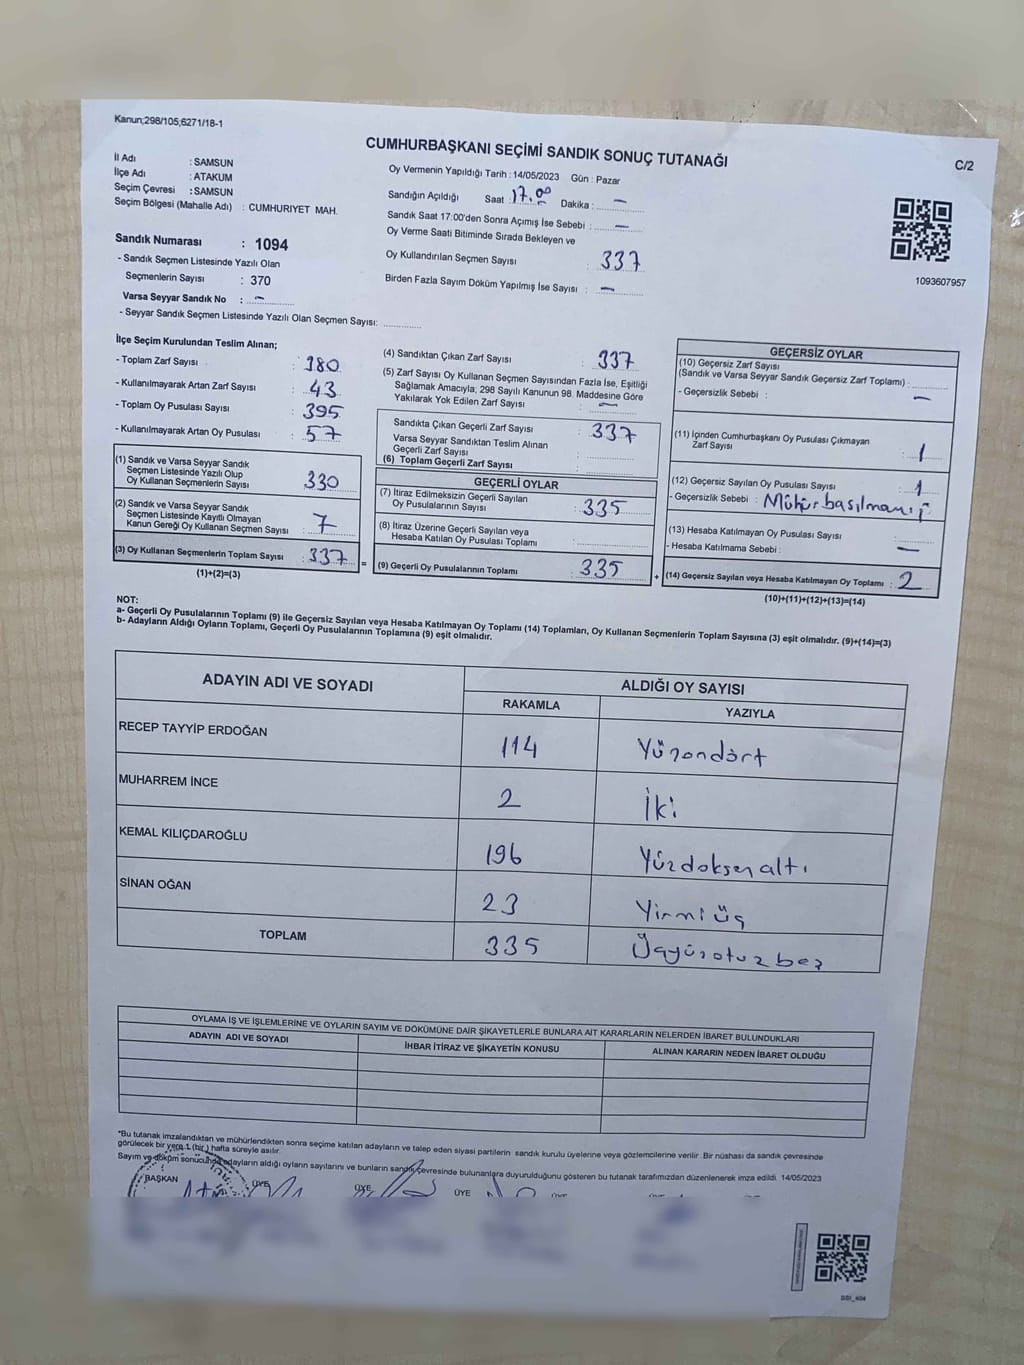 Kanun;298/105;6271/18-1
CUMHURBAŞKANI SEÇİMİ SANDIK SONUÇ TUTANAĞI
C/2
İl Adı : SAMSUN
İlçe Adı : ATAKUM
Seçim Çevresi : SAMSUN
Seçim Bölgesi (Mahalle Adı) : CUMHURIYET MAH.
Oy Vermenin Yapıldığı Tarih : 14/05/2023 Gün : Pazar
Sandığın Açıldığı Saat 17.00 Dakika : —
Sandık Saat 17:00'den Sonra Açımış İse Sebebi : —
Oy Verme Saati Bitiminde Sırada Bekleyen ve
Oy Kullandırılan Seçmen Sayısı : 337
Birden Fazla Sayım Döküm Yapılmış İse Sayısı : —
1093607957
Sandık Numarası : 1094
- Sandık Seçmen Listesinde Yazılı Olan
Seçmenlerin Sayısı : 370
Varsa Seyyar Sandık No : —
- Seyyar Sandık Seçmen Listesinde Yazılı Olan Seçmen Sayısı:
İlçe Seçim Kurulundan Teslim Alınan;
- Toplam Zarf Sayısı : 380
- Kullanılmayarak Artan Zarf Sayısı : 43
- Toplam Oy Pusulası Sayısı : 395
- Kullanılmayarak Artan Oy Pusulası : 57
(1) Sandık ve Varsa Seyyar Sandık
Seçmen Listesinde Yazılı Olup
Oy Kullanan Seçmenlerin Sayısı : 330
(2) Sandık ve Varsa Seyyar Sandık
Seçmen Listesinde Kayıtlı Olmayan
Kanun Gereği Oy Kullanan Seçmen Sayısı : 7
(3) Oy Kullanan Seçmenlerin Toplam Sayısı : 337
(1)+(2)=(3)
(4) Sandıktan Çıkan Zarf Sayısı : 337
(5) Zarf Sayısı Oy Kullanan Seçmen Sayısından Fazla İse, Eşitliği
Sağlamak Amacıyla; 298 Sayılı Kanunun 98. Maddesine Göre
Yakılarak Yok Edilen Zarf Sayısı : —
Sandıkta Çıkan Geçerli Zarf Sayısı : 337
Varsa Seyyar Sandıktan Teslim Alınan
Geçerli Zarf Sayısı :
(6) Toplam Geçerli Zarf Sayısı :
GEÇERLİ OYLAR
(7) İtiraz Edilmeksizin Geçerli Sayılan
Oy Pusulalarının Sayısı : 335
(8) İtiraz Üzerine Geçerli Sayılan veya
Hesaba Katılan Oy Pusulası Toplamı :
(9) Geçerli Oy Pusulalarının Toplamı : 335
GEÇERSİZ OYLAR
(10) Geçersiz Zarf Sayısı
(Sandık ve Varsa Seyyar Sandık Geçersiz Zarf Toplamı) :
- Geçersizlik Sebebi : —
(11) İçinden Cumhurbaşkanı Oy Pusulası Çıkmayan
Zarf Sayısı : 1
(12) Geçersiz Sayılan Oy Pusulası Sayısı : 1
- Geçersizlik Sebebi :
(13) Hesaba Katılmayan Oy Pusulası Sayısı :
- Hesaba Katılmama Sebebi : —
(14) Geçersiz Sayılan veya Hesaba Katılmayan Oy Toplamı : 2
(10)+(11)+(12)+(13)=(14)
NOT:
a- Geçerli Oy Pusulalarının Toplamı (9) ile Geçersiz Sayılan veya Hesaba Katılmayan Oy Toplamı (14) Toplamları, Oy Kullanan Seçmenlerin Toplam Sayısına (3) eşit olmalıdır. (9)+(14)=(3)
b- Adayların Aldığı Oyların Toplamı, Geçerli Oy Pusulalarının Toplamına (9) eşit olmalıdır.
ADAYIN ADI VE SOYADI ALDIĞI OY SAYISI
RAKAMLA YAZIYLA
RECEP TAYYİP ERDOĞAN 114 Yüzondört
MUHARREM İNCE 2 İki
KEMAL KILIÇDAROĞLU 196 Yüzdoksanaltı
SİNAN OĞAN 23 Yirmiüç
TOPLAM 335 Üçyüzotuzbeş
OYLAMA İŞ VE İŞLEMLERİNE VE OYLARIN SAYIM VE DÖKÜMÜNE DAİR ŞİKAYETLERLE BUNLARA AİT KARARLARIN NELERDEN İBARET BULUNDUKLARI
ADAYIN ADI VE SOYADI İHBAR İTİRAZ VE ŞİKAYETİN KONUSU ALINAN KARARIN NEDEN İBARET OLDUĞU
*Bu tutanak imzalandıktan ve mühürlendikten sonra seçime katılan adayların ve talep eden siyasi partilerin sandık kurulu üyelerine veya gözlemcilerine verilir. Bir nüshası da sandık çevresinde
görülecek bir yere 1 (bir) hafta süreyle asılır.
Sayım ve döküm sonucunda adayların aldığı oyların sayılarını ve bunların sandık çevresinde bulunanlara duyurulduğunu gösteren bu tutanak tarafımızdan düzenlenerek imza edildi. 14/05/2023
BAŞKAN ÜYE ÜYE ÜYE